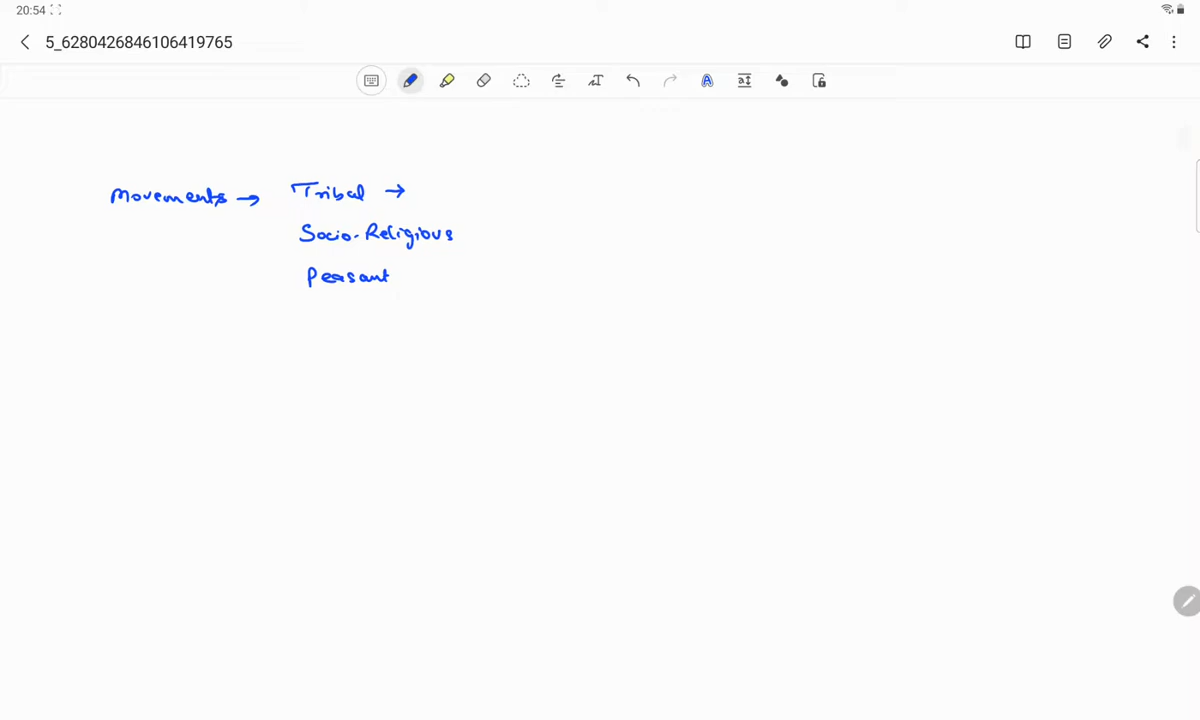 20:54
5_6280426846106419765
Movements → Tribal →
Socio-Religious
Peasant